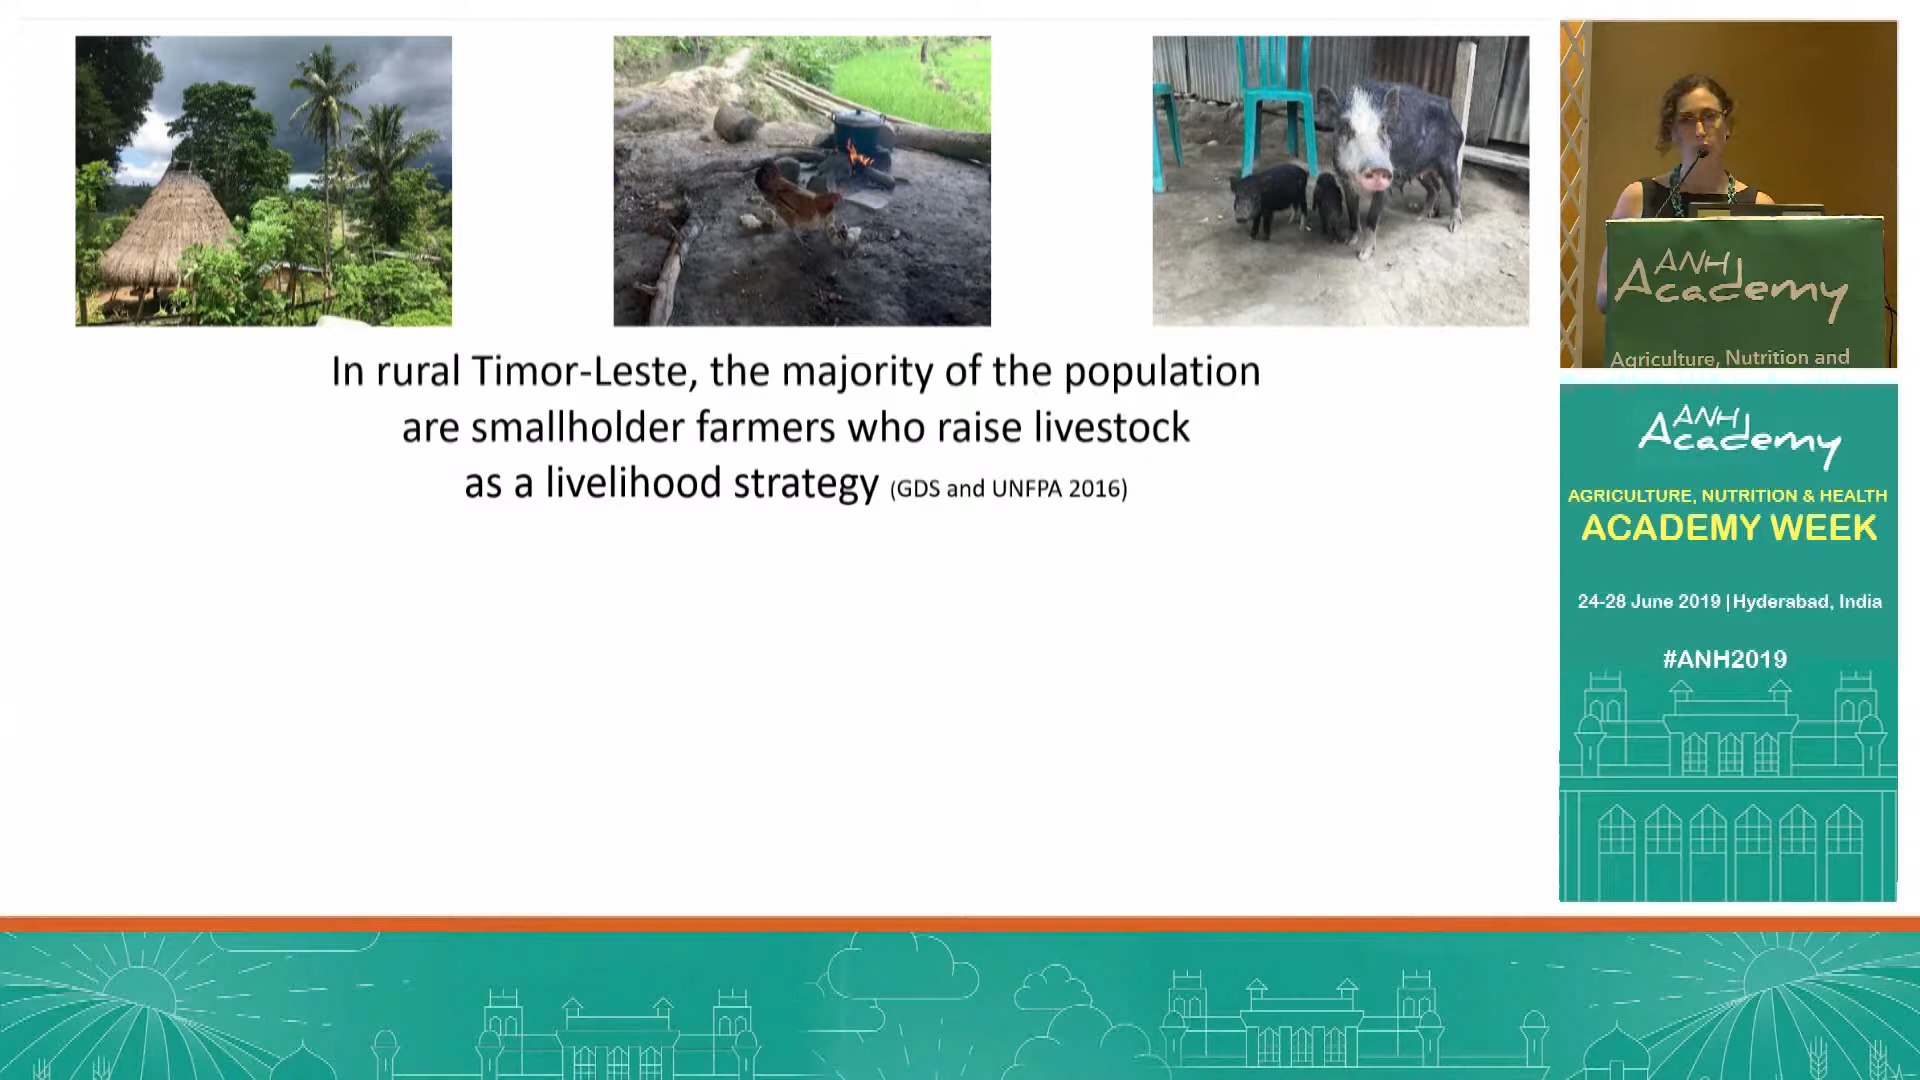 In rural Timor-Leste, the majority of the population
are smallholder farmers who raise livestock
as a livelihood strategy (GDS and UNFPA 2016)
ANH
Academy
Agriculture, Nutrition and
ANH
Academy
AGRICULTURE, NUTRITION & HEALTH
ACADEMY WEEK
24-28 June 2019 | Hyderabad, India
#ANH2019